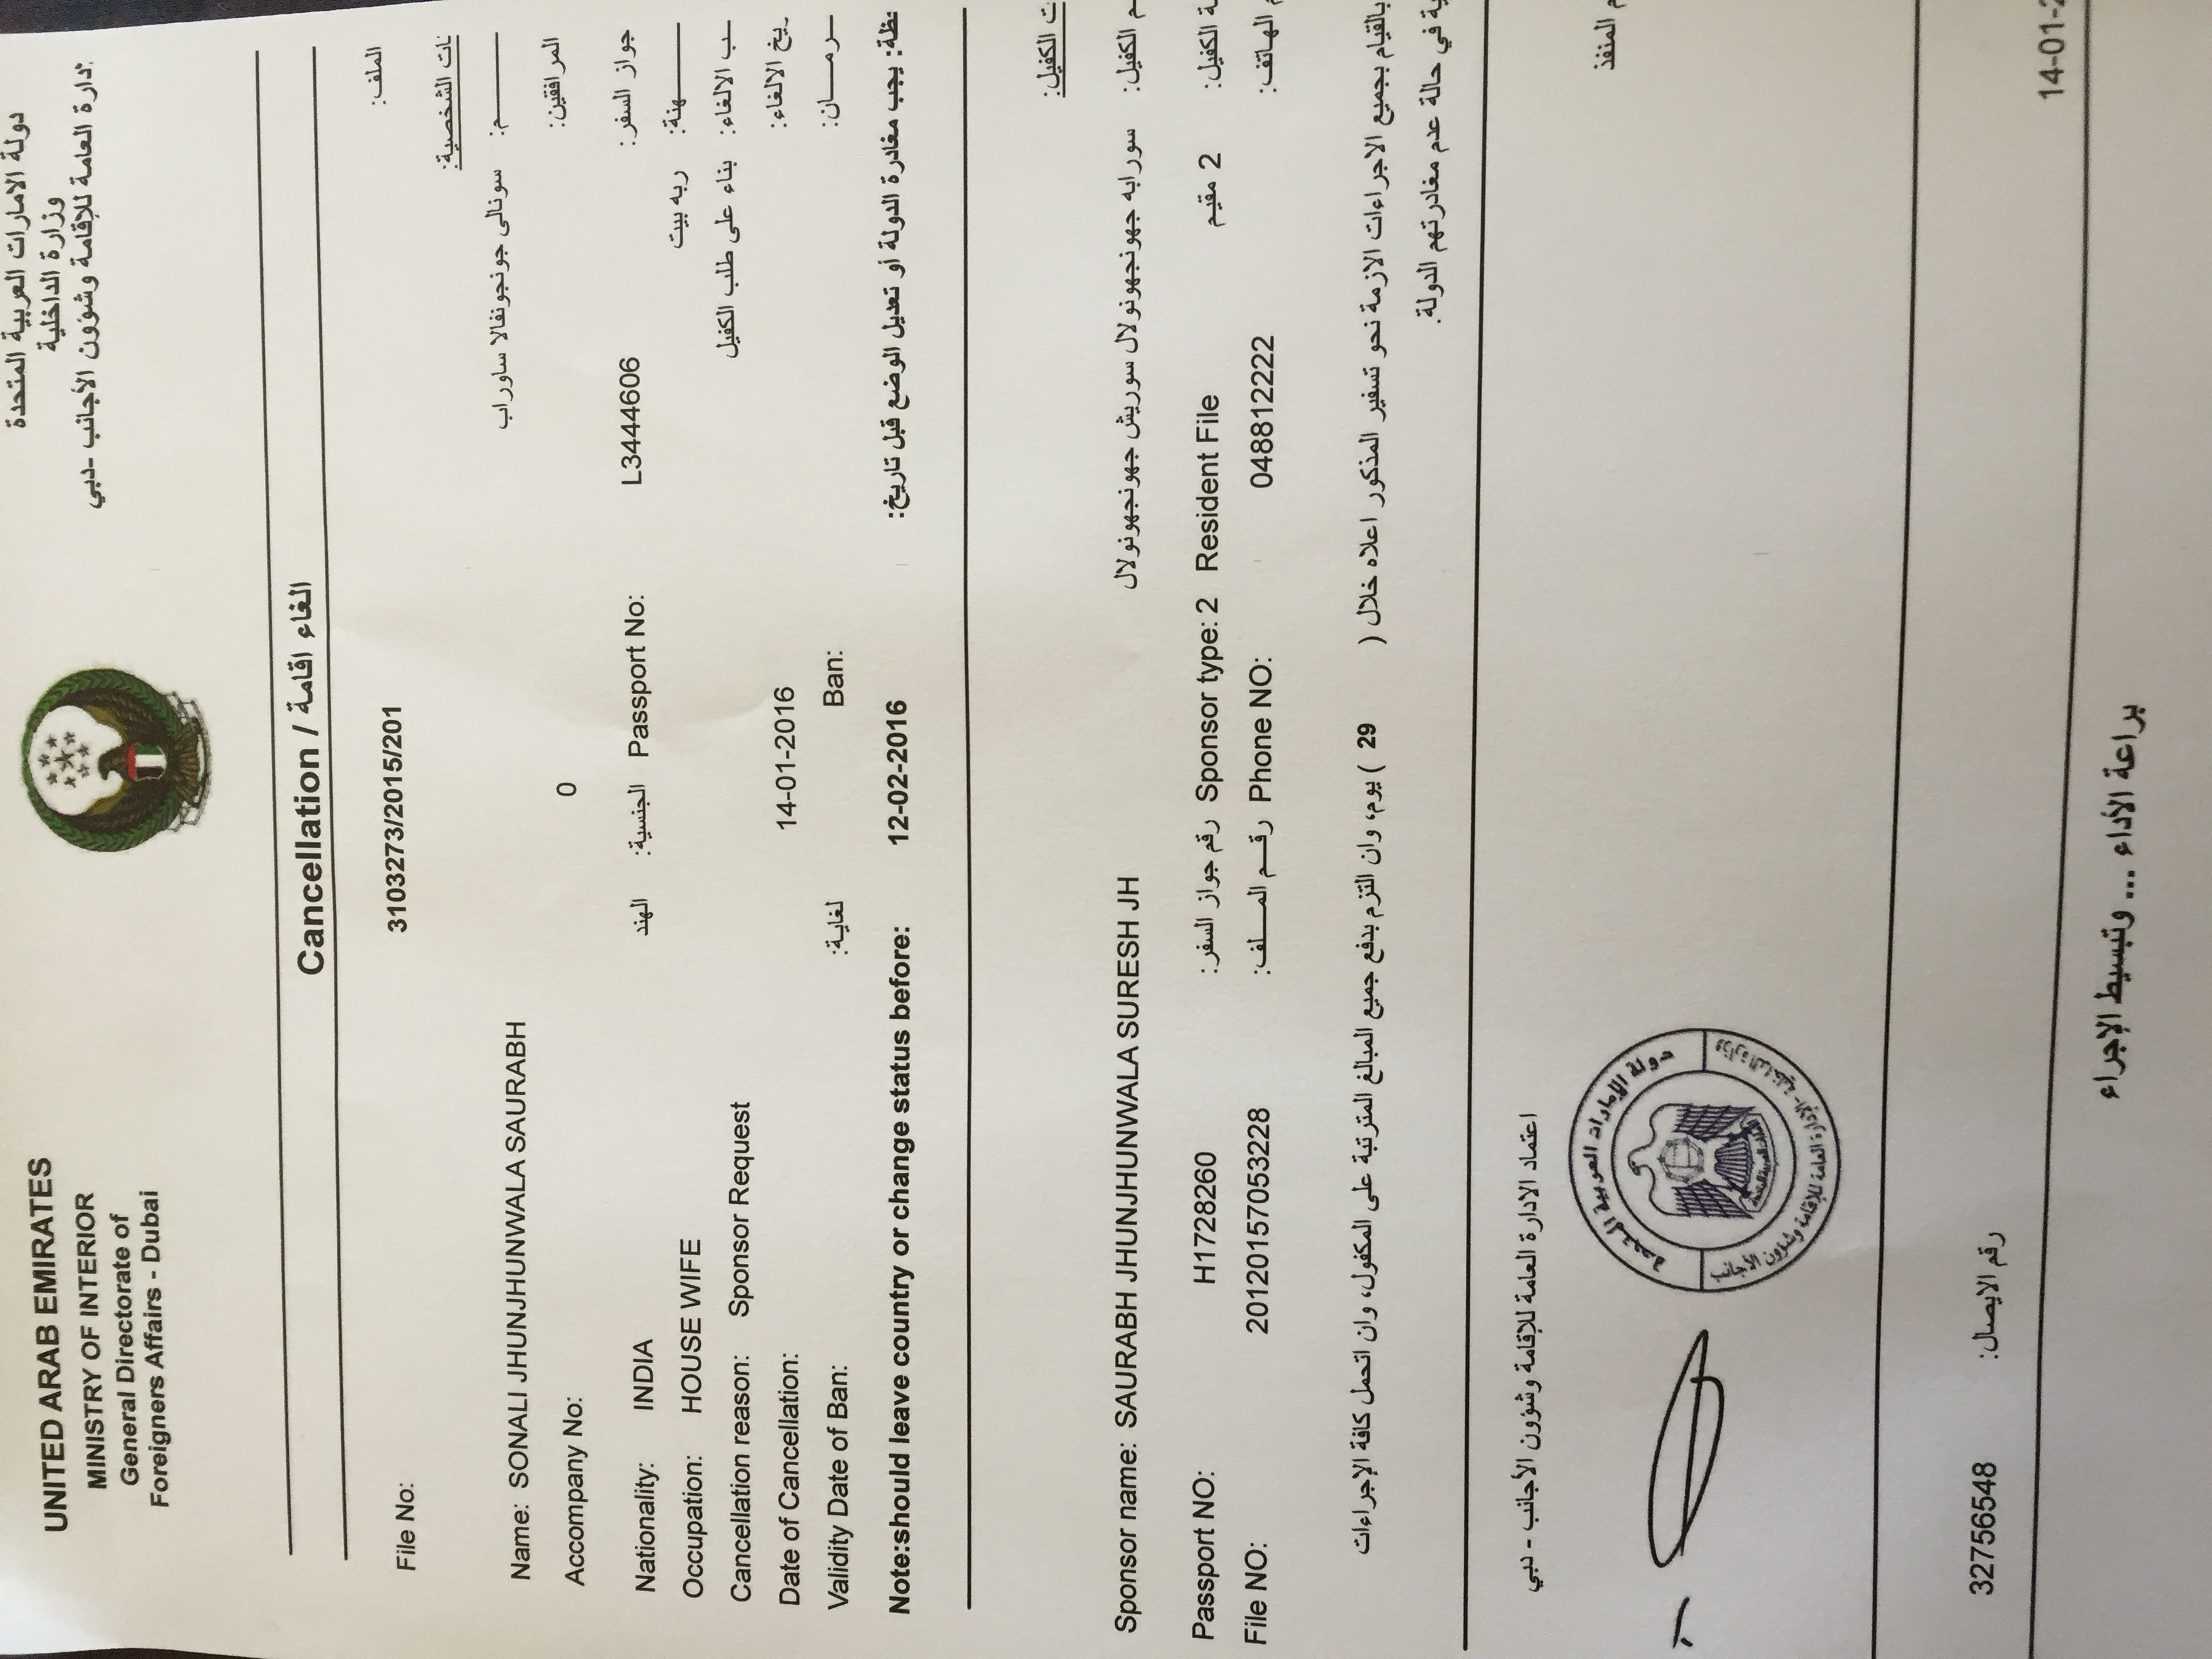 UNITED ARAB EMIRATES
MINISTRY OF INTERIOR
General Directorate of
Foreigners Affairs - Dubai
دولة الامارات العربية المتحدة
وزارة الداخلية
دارة العامة للإقامة وشؤون الأجانب -دبي
Cancellation / الغاء اقامة
File No: 3103273/2015/201 الملف:
ات الشخصية:
Name: SONALI JHUNJHUNWALA SAURABH سونالى جونجونفالا ساوراب ـــم:
Accompany No: 0 المرافقين:
Nationality: INDIA الهند الجنسية: Passport No: L3444606 جواز السفر:
Occupation: HOUSE WIFE ربه بيت ـــهنة:
Cancellation reason: Sponsor Request بناء على طلب الكفيل ـب الالغاء:
Date of Cancellation: 14-01-2016 ريخ الالغاء:
Validity Date of Ban: لغاية: Ban: ـرمـــان:
Note:should leave country or change status before: 12-02-2016 ظة: يجب مغادرة الدولة أو تعديل الوضع قبل تاريخ:
ت الكفيل:
Sponsor name: SAURABH JHUNJHUNWALA SURESH JH سورابه جهونجهونولال سوريش جهونجهونولال ـم الكفيل:
Passport NO: H1728260 رقم جواز السفر: Sponsor type: 2 Resident File 2 مقيم ة الكفيل:
File NO: 20120157053228 رقـم المـــلف: Phone NO: 048812222 م الهاتف:
بالقيام بجميع الاجراءات الازمة نحو تسفير المذكور اعلاه خلال ( 29 ) يوم، وان التزم بدفع جميع المبالغ المترتبة على المكفول، وان اتحمل كافة الإجراءات
ية في حالة عدم مغادرتهم الدولة.
اعتماد الادارة العامة للإقامة وشؤون الأجانب - دبي
دولة الإمارات العربية المتحدة
وزارة الداخلية -الإدارة العامة للإقامة وشؤون الأجانب
م المنفذ
32756548 رقم الايصال:
14-01-2
براعة الأداء ... وتبسيط الإجراء